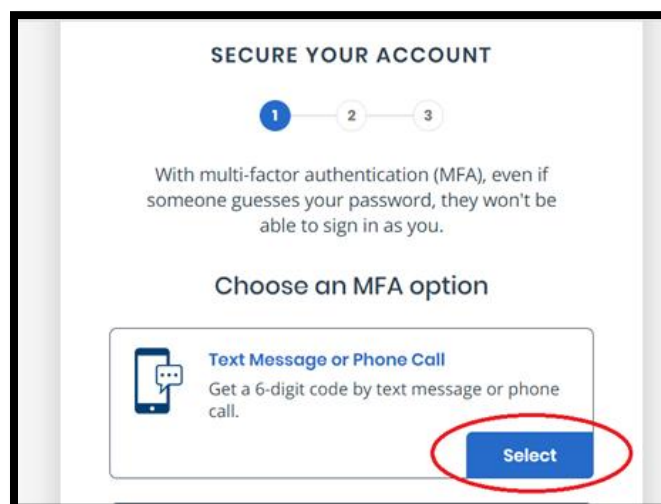 SECURE YOUR ACCOUNT
1 2 3
With multi-factor authentication (MFA), even if
someone guesses your password, they won't be
able to sign in as you.
Choose an MFA option
Text Message or Phone Call
Get a 6-digit code by text message or phone
call.
Select